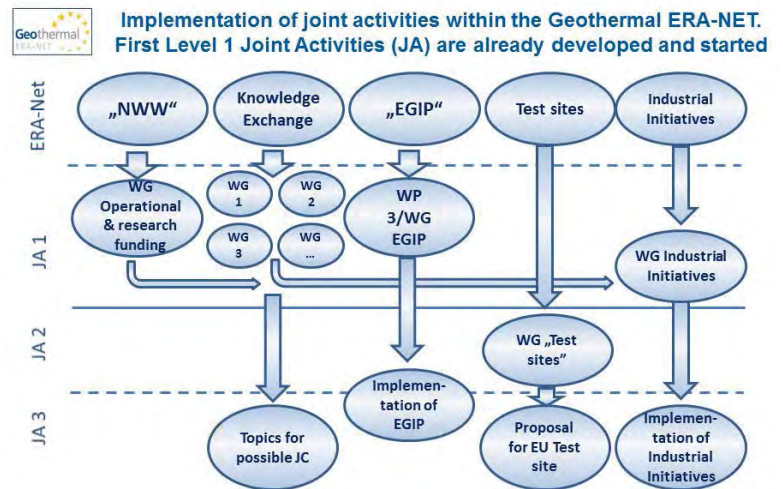 Geothermal
ERA-NET
Implementation of joint activities within the Geothermal ERA-NET.
First Level 1 Joint Activities (JA) are already developed and started
ERA-Net
„NWW“
Knowledge
Exchange
„EGIP“
Test sites
Industrial
Initiatives
JA 1
WG
Operational
& research
funding
WG
1
WG
2
WG
3
WG
...
WP
3/WG
EGIP
WG Industrial
Initiatives
JA 2
WG „Test
sites"
JA 3
Topics for
possible JC
Implemen-
tation of
EGIP
Proposal
for EU Test
site
Implemen-
tation of
Industrial
Initiatives